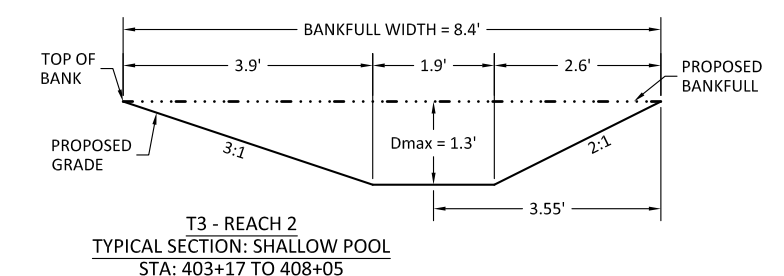 BANKFULL WIDTH = 8.4'
TOP OF
BANK
3.9'
1.9'
2.6'
PROPOSED
BANKFULL
PROPOSED
GRADE
3:1
Dmax = 1.3'
2:1
3.55'
T3 - REACH 2
TYPICAL SECTION: SHALLOW POOL
STA: 403+17 TO 408+05